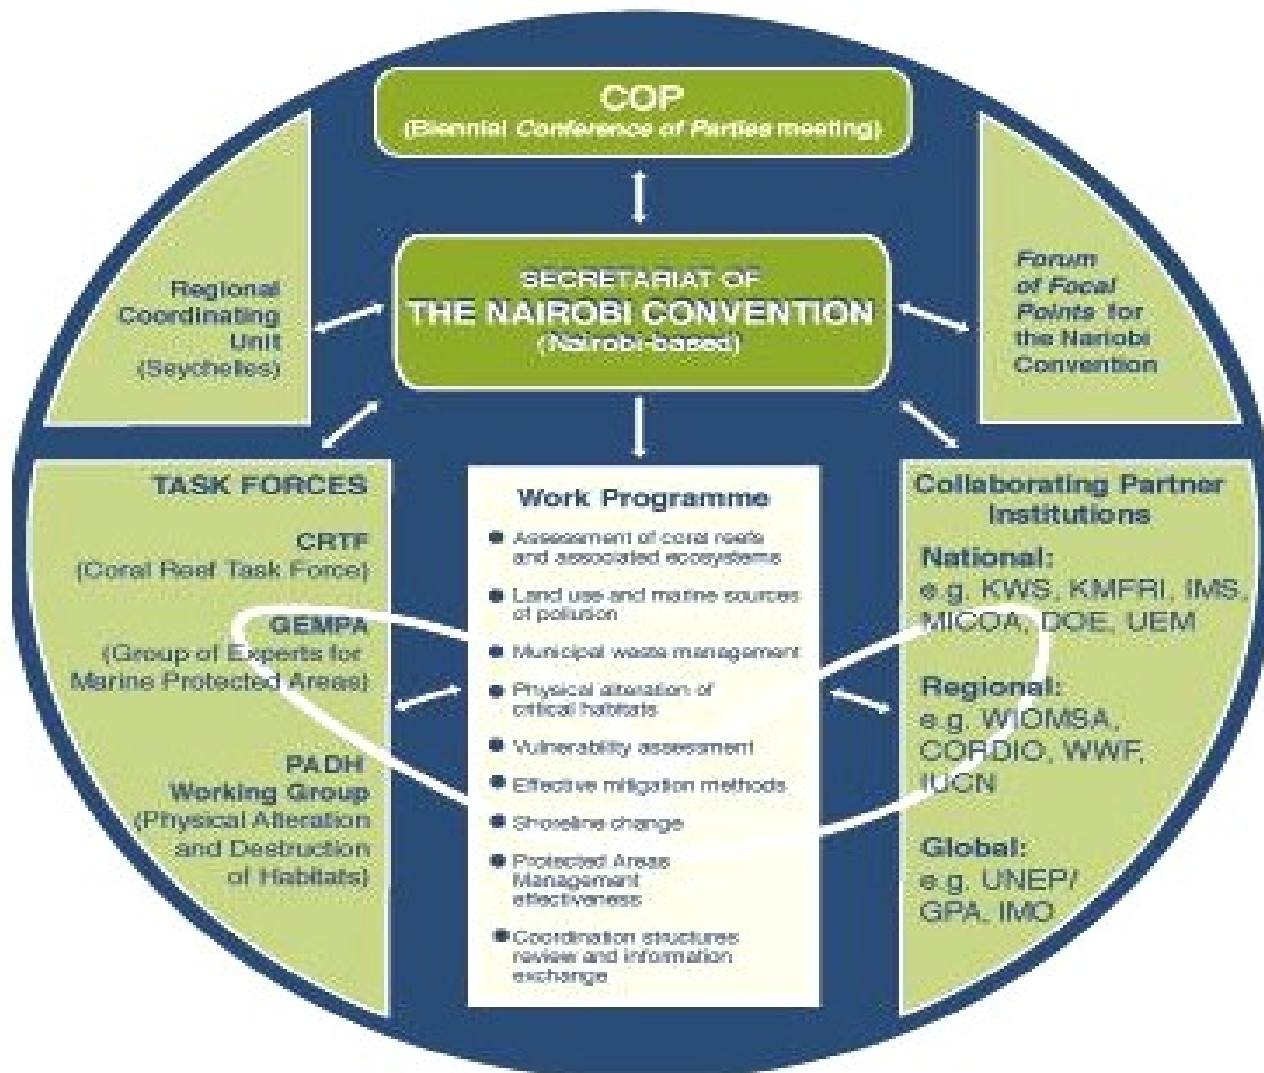 COP
(Biennial Conference of Parties meeting)
SECRETARIAT OF
THE NAIROBI CONVENTION
(Nairobi-based)
Regional
Coordinating
Unit
(Seychelles)
Forum
of Focal
Points for
the Nariobi
Convention
TASK FORCES
CRTF
(Coral Reef Task Force)
GEMPA
(Group of Experts for
Marine Protected Areas)
PADH
Working Group
(Physical Alteration
and Destruction
of Habitats)
Work Programme
Assessment of coral reefs
and associated ecosystems
Land use and marine sources
of pollution
Municipal waste management
Physical alteration of
critical habitats
Vulnerability assessment
Effective mitigation methods
Shoreline change
Protected Areas
Management
effectiveness
Coordination structures
review and information
exchange
Collaborating Partner
Institutions
National:
e.g. KWS, KMFRI, IMS,
MICOA, DOE, UEM
Regional:
e.g. WIOMSA,
CORDIO, WWF,
IUCN
Global:
e.g. UNEP/
GPA, IMO